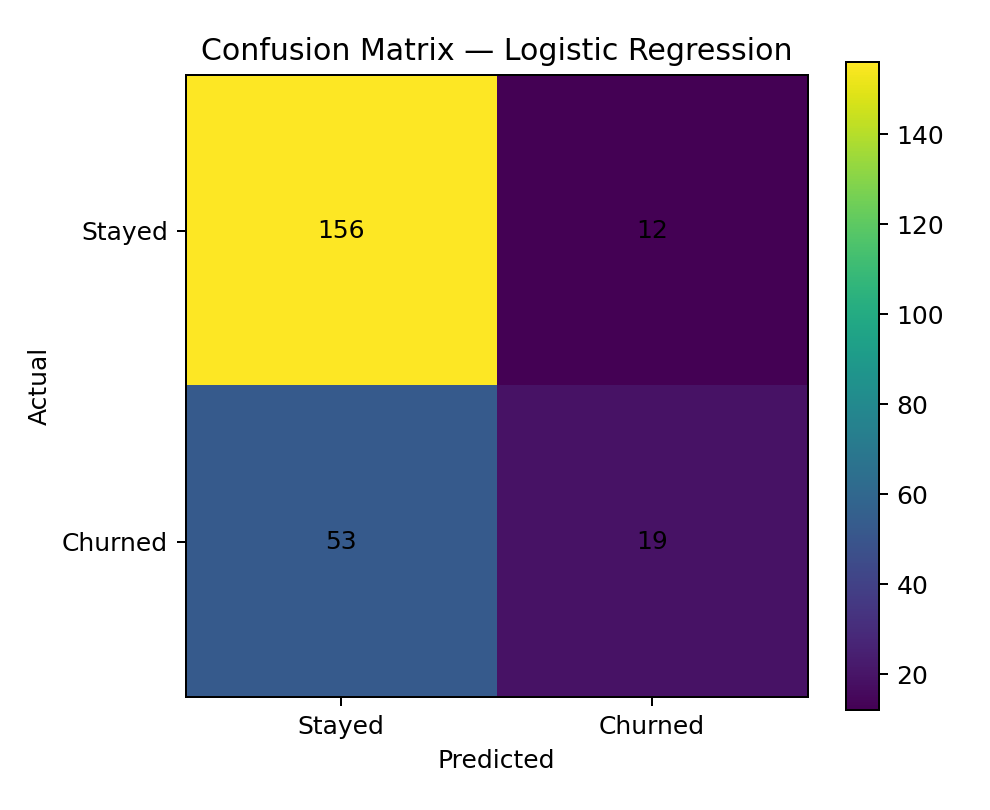 Confusion Matrix — Logistic Regression
140
120
100
80
60
40
20
Stayed
156
12
Actual
Churned
53
19
Stayed
Churned
Predicted